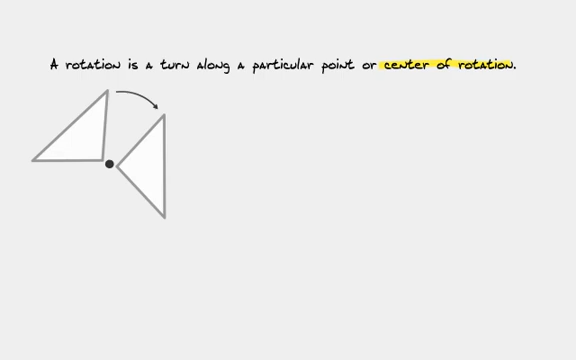 A rotation is a turn along a particular point or center of rotation.